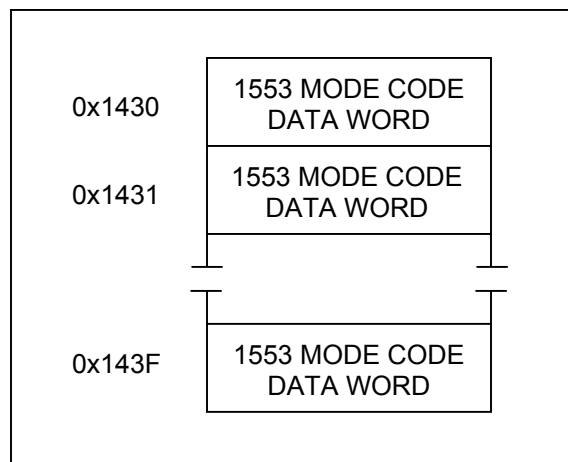 0x1430
1553 MODE CODE
DATA WORD
0x1431
1553 MODE CODE
DATA WORD
0x143F
1553 MODE CODE
DATA WORD